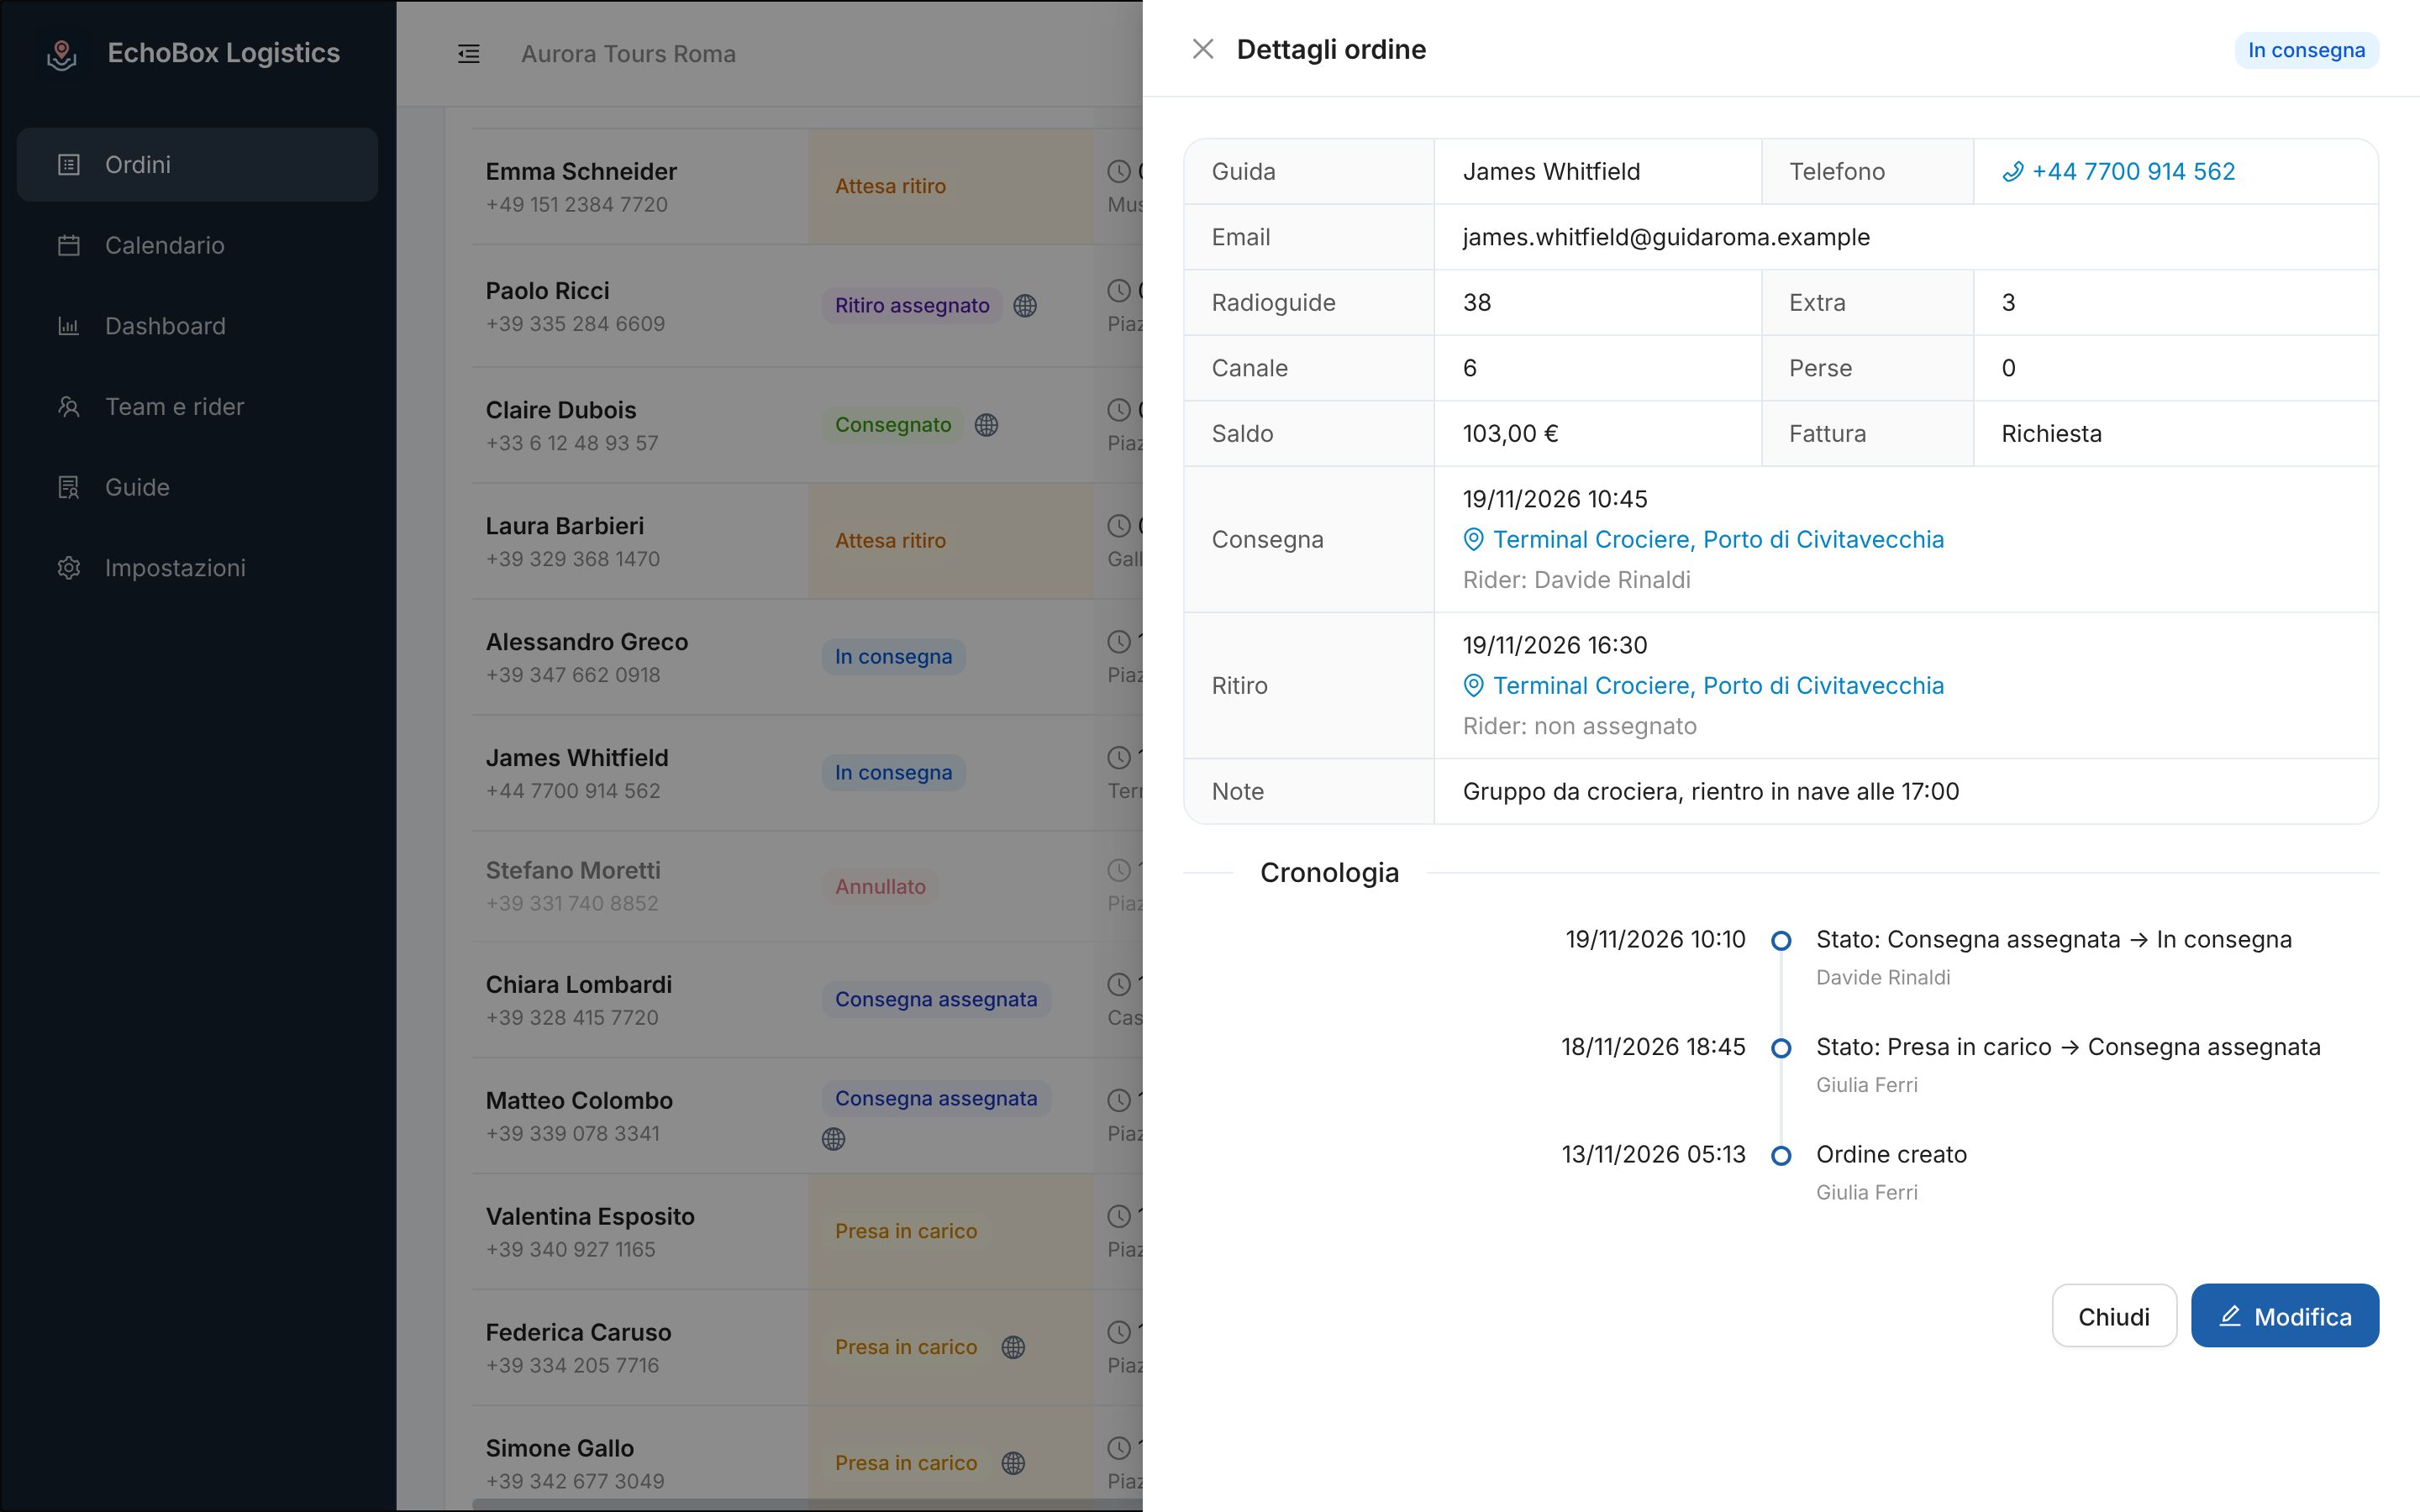 EchoBox Logistics
Ordini
Calendario
Dashboard
Team e rider
Guide
Impostazioni
Aurora Tours Roma
Emma Schneider
+49 151 2384 7720
Attesa ritiro
Paolo Ricci
+39 335 284 6609
Ritiro assegnato
Claire Dubois
+33 6 12 48 93 57
Consegnato
Laura Barbieri
+39 329 368 1470
Attesa ritiro
Alessandro Greco
+39 347 662 0918
In consegna
James Whitfield
+44 7700 914 562
In consegna
Stefano Moretti
+39 331 740 8852
Annullato
Chiara Lombardi
+39 328 415 7720
Consegna assegnata
Matteo Colombo
+39 339 078 3341
Consegna assegnata
Valentina Esposito
+39 340 927 1165
Presa in carico
Federica Caruso
+39 334 205 7716
Presa in carico
Simone Gallo
+39 342 677 3049
Presa in carico
Dettagli ordine
In consegna
Guida James Whitfield Telefono +44 7700 914 562
Email james.whitfield@guidaroma.example
Radioguide 38 Extra 3
Canale 6 Perse 0
Saldo 103,00 € Fattura Richiesta
Consegna
19/11/2026 10:45
Terminal Crociere, Porto di Civitavecchia
Rider: Davide Rinaldi
Ritiro
19/11/2026 16:30
Terminal Crociere, Porto di Civitavecchia
Rider: non assegnato
Note Gruppo da crociera, rientro in nave alle 17:00
Cronologia
19/11/2026 10:10 Stato: Consegna assegnata → In consegna
Davide Rinaldi
18/11/2026 18:45 Stato: Presa in carico → Consegna assegnata
Giulia Ferri
13/11/2026 05:13 Ordine creato
Giulia Ferri
Chiudi
Modifica